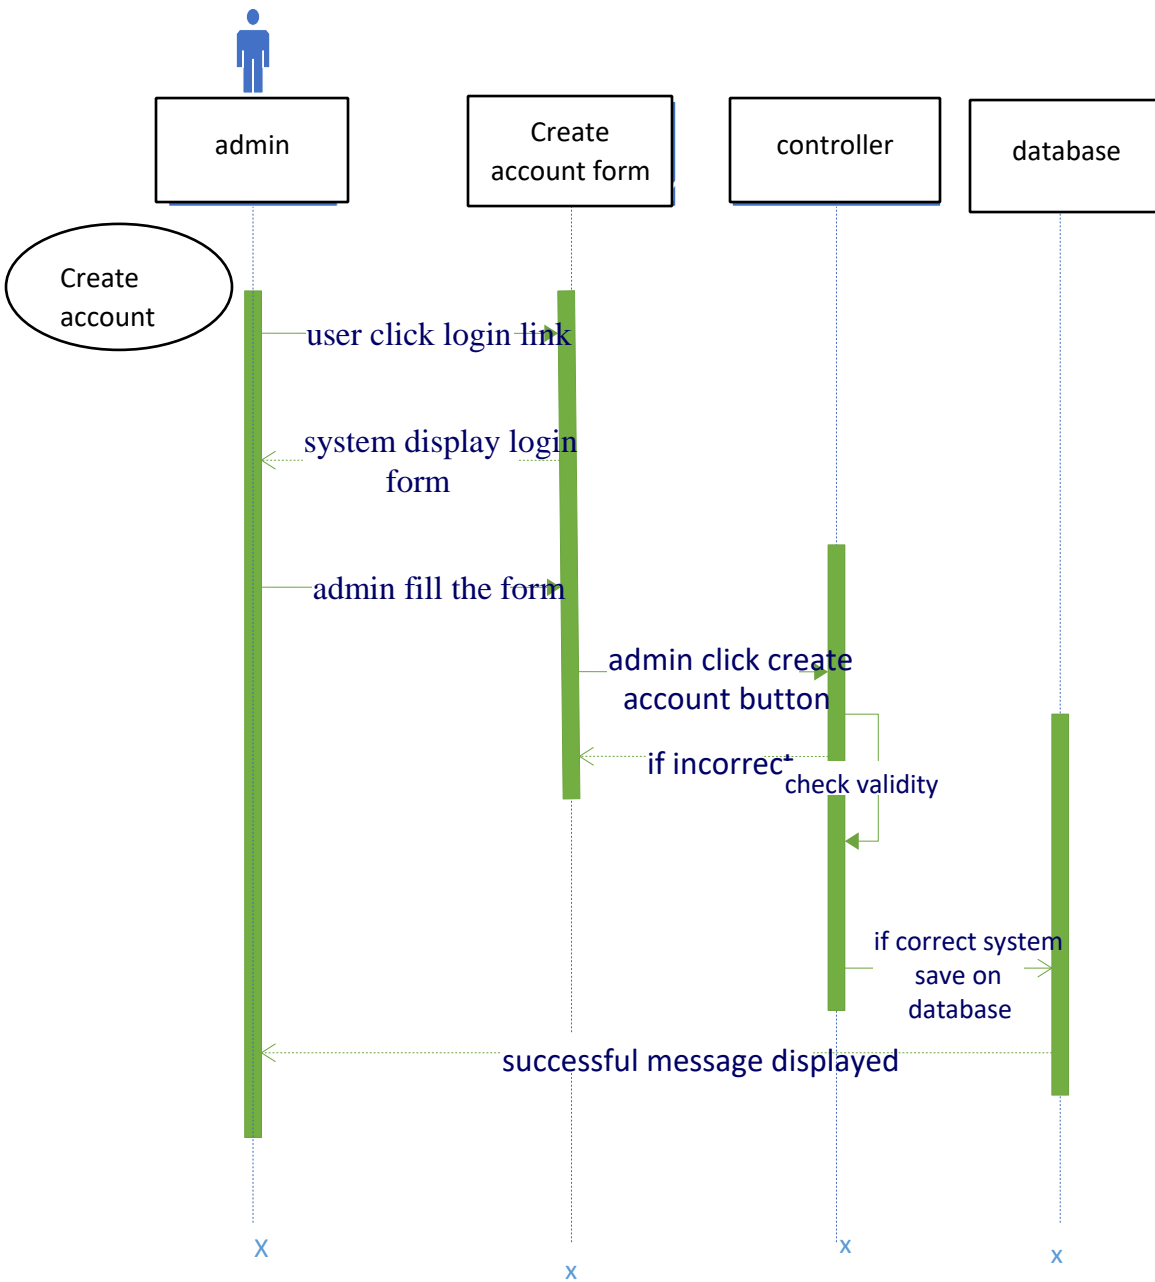 admin
Create
account form
controller
database
Create
account
user click login link
system display login
form
admin fill the form
admin click create
account button
if incorrect
check validity
if correct system
save on
database
successful message displayed
X
x
x
x